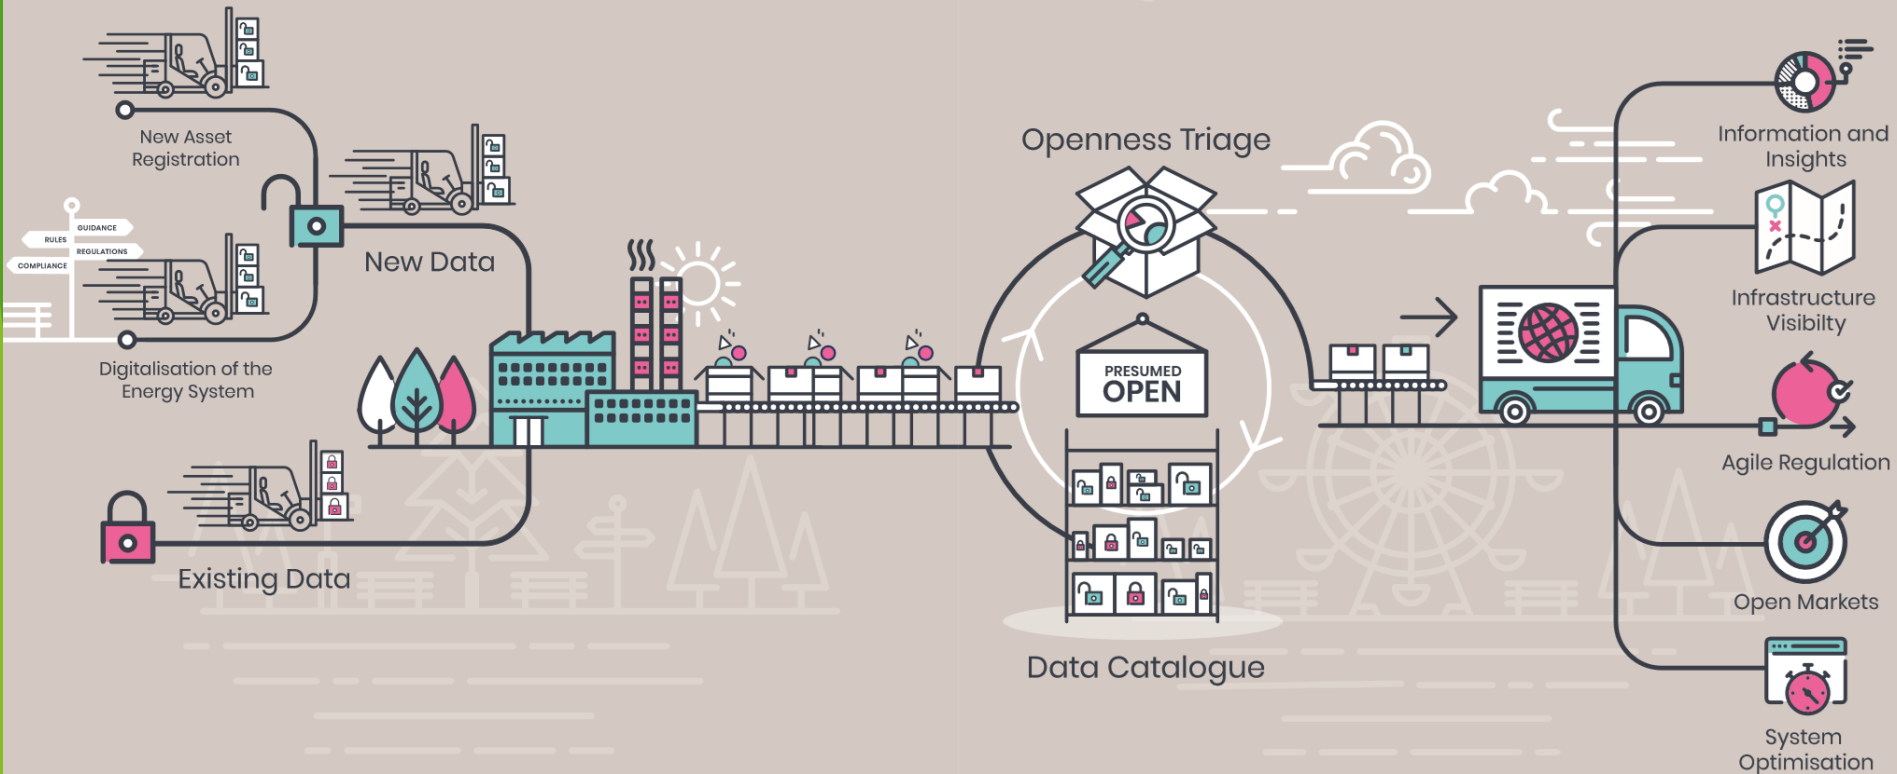 New Asset
Registration
GUIDANCE
RULES
REGULATIONS
COMPLIANCE
Digitalisation of the
Energy System
New Data
Existing Data
Openness Triage
PRESUMED
OPEN
Data Catalogue
Information and
Insights
Infrastructure
Visibilty
Agile Regulation
Open Markets
System
Optimisation